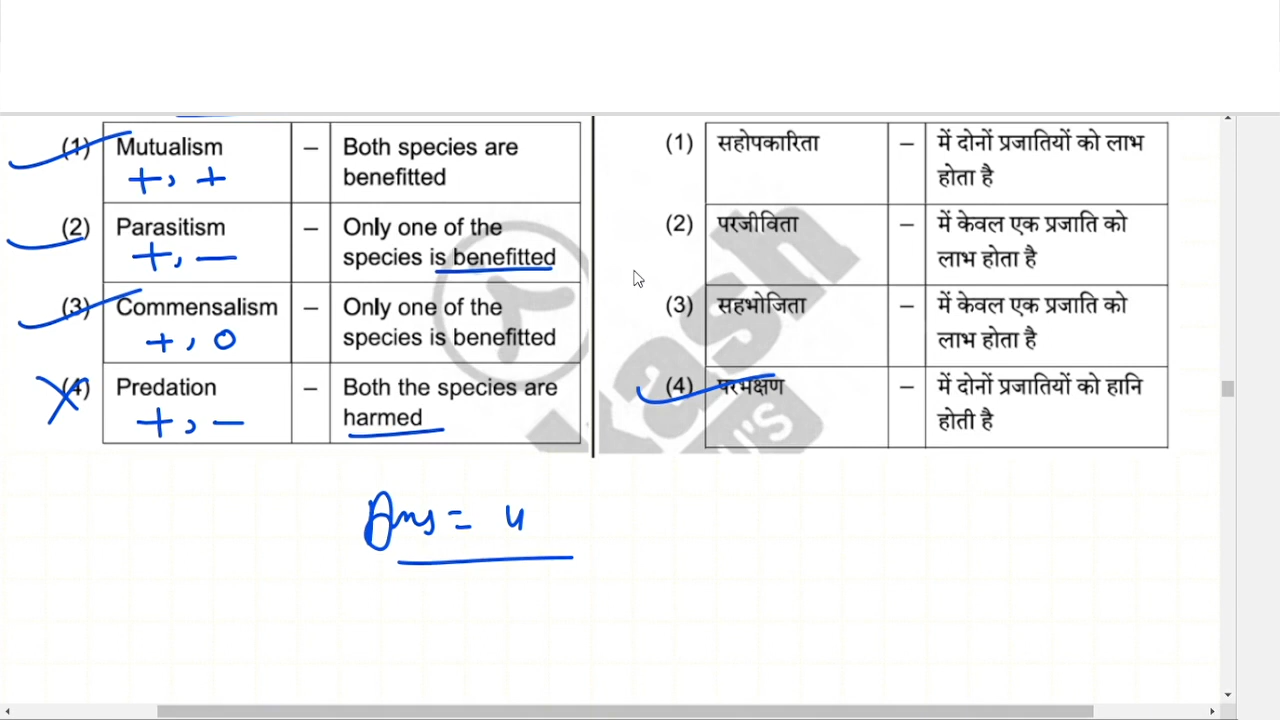 (1) Mutualism – Both species are
benefitted
+, +
(2) Parasitism – Only one of the
species is benefitted
+, –
(3) Commensalism – Only one of the
species is benefitted
+, 0
(4) Predation – Both the species are
harmed
+, –
(1) सहोपकारिता – में दोनों प्रजातियों को लाभ
होता है
(2) परजीविता – में केवल एक प्रजाति को
लाभ होता है
(3) सहभोजिता – में केवल एक प्रजाति को
लाभ होता है
(4) परभक्षण – में दोनों प्रजातियों को हानि
होती है
Ans = 4